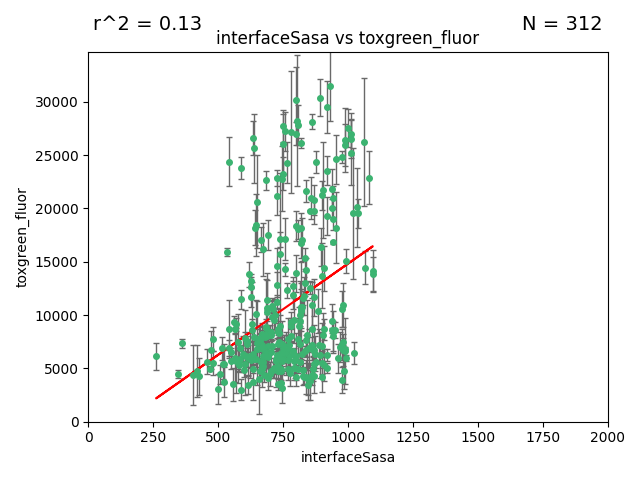 r^2 = 0.13
N = 312
interfaceSasa vs toxgreen_fluor
toxgreen_fluor
30000
25000
20000
15000
10000
5000
0
0 250 500 750 1000 1250 1500 1750 2000
interfaceSasa